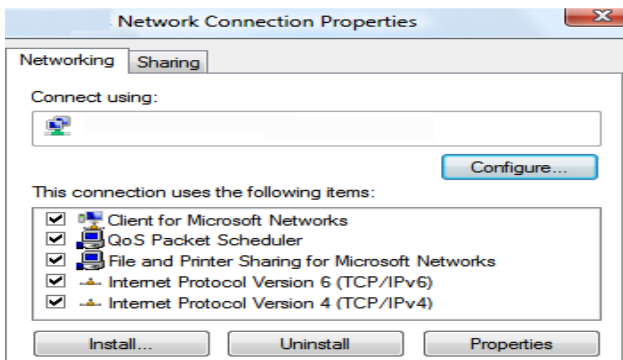 Network Connection Properties
Networking Sharing
Connect using:
Configure...
This connection uses the following items:
Client for Microsoft Networks
QoS Packet Scheduler
File and Printer Sharing for Microsoft Networks
Internet Protocol Version 6 (TCP/IPv6)
Internet Protocol Version 4 (TCP/IPv4)
Install... Uninstall Properties